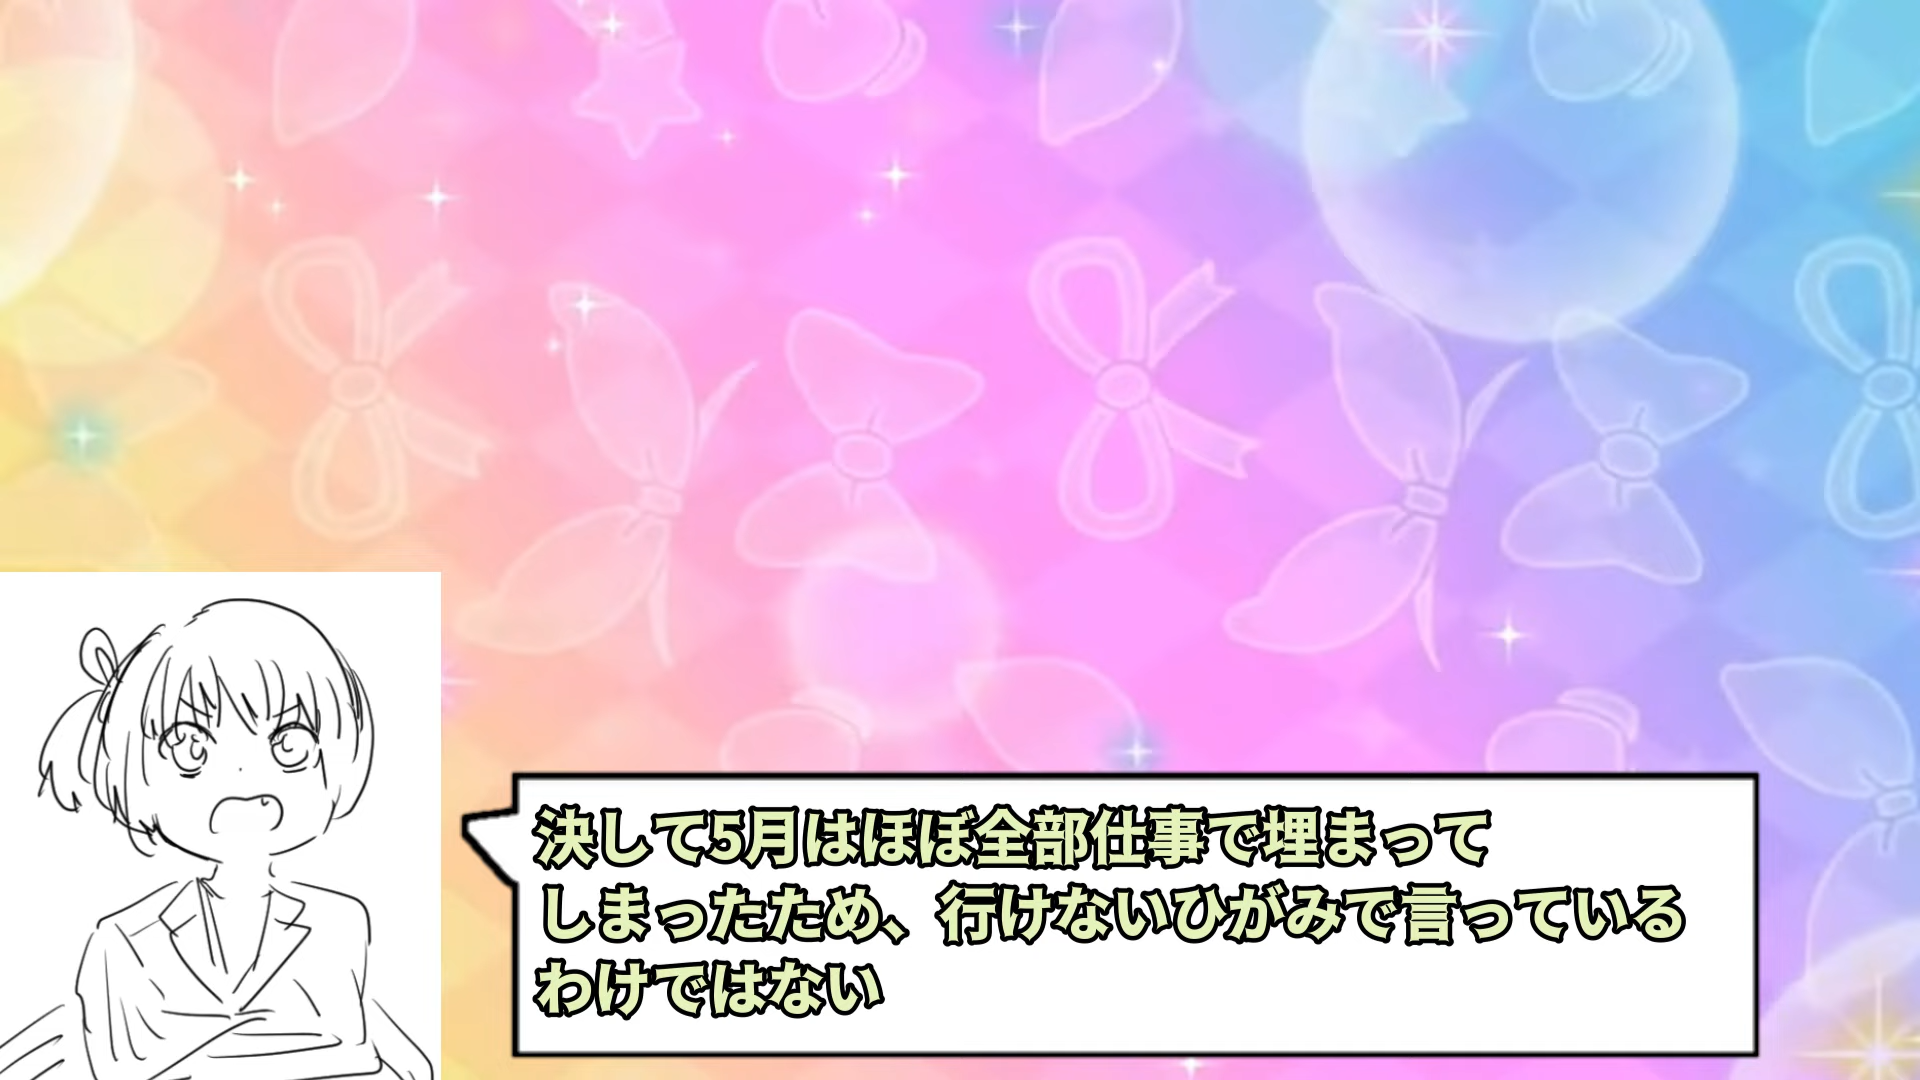 決して5月はほぼ全部仕事で埋まって
しまったため、行けないひがみで言っている
わけではない